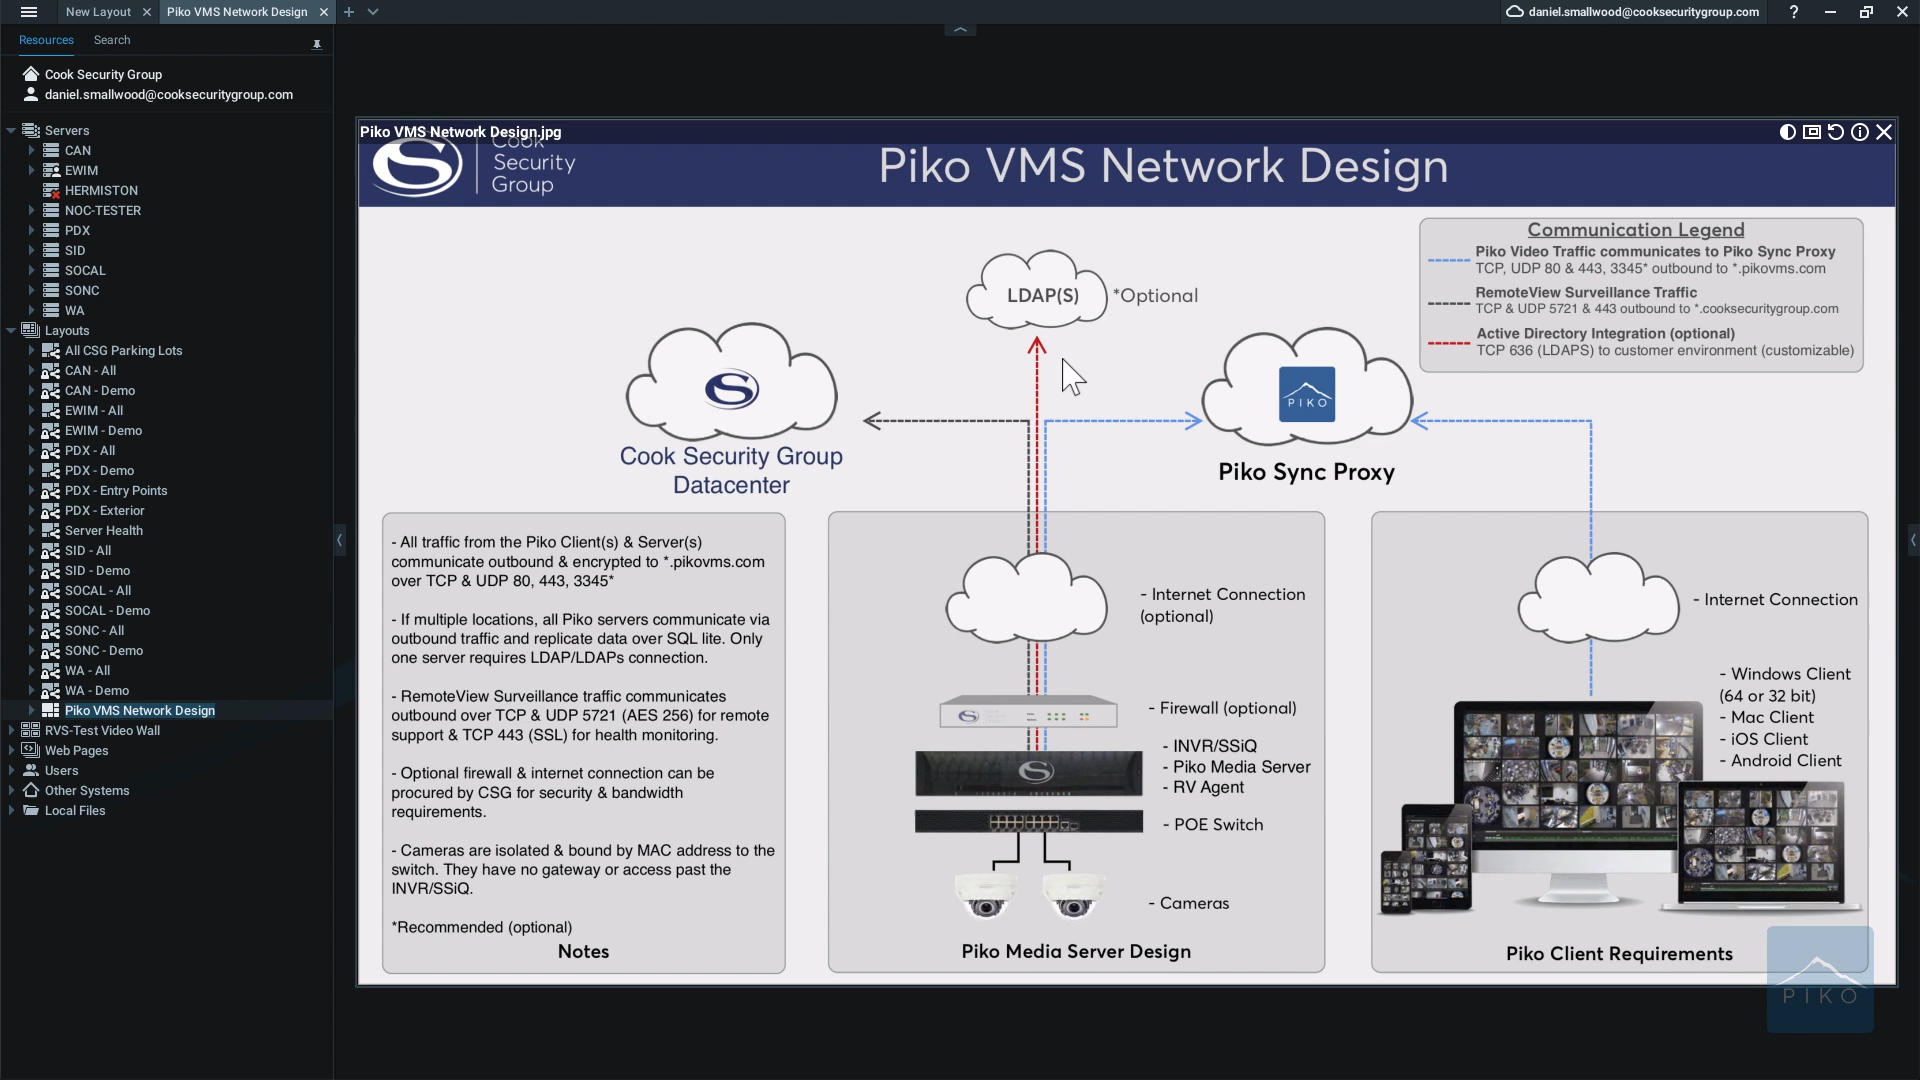 New Layout
Piko VMS Network Design
daniel.smallwood@cooksecuritygroup.com
?
Resources
Search
Cook Security Group
daniel.smallwood@cooksecuritygroup.com
Servers
CAN
EWIM
HERMISTON
NOC-TESTER
PDX
SID
SOCAL
SONC
WA
Layouts
All CSG Parking Lots
CAN - All
CAN - Demo
EWIM - All
EWIM - Demo
PDX - All
PDX - Demo
PDX - Entry Points
PDX - Exterior
Server Health
SID - All
SID - Demo
SOCAL - All
SOCAL - Demo
SONC - All
SONC - Demo
WA - All
WA - Demo
Piko VMS Network Design
RVS-Test Video Wall
Web Pages
Users
Other Systems
Local Files
Piko VMS Network Design.jpg
Cook
Security
Group
Piko VMS Network Design
Communication Legend
Piko Video Traffic communicates to Piko Sync Proxy
TCP, UDP 80 & 443, 3345* outbound to *.pikovms.com
RemoteView Surveillance Traffic
TCP & UDP 5721 & 443 outbound to *.cooksecuritygroup.com
Active Directory Integration (optional)
TCP 636 (LDAPS) to customer environment (customizable)
LDAP(S)
*Optional
Cook Security Group
Datacenter
PIKO
Piko Sync Proxy
- All traffic from the Piko Client(s) & Server(s)
communicate outbound & encrypted to *.pikovms.com
over TCP & UDP 80, 443, 3345*
- If multiple locations, all Piko servers communicate via
outbound traffic and replicate data over SQL lite. Only
one server requires LDAP/LDAPs connection.
- RemoteView Surveillance traffic communicates
outbound over TCP & UDP 5721 (AES 256) for remote
support & TCP 443 (SSL) for health monitoring.
- Optional firewall & internet connection can be
procured by CSG for security & bandwidth
requirements.
- Cameras are isolated & bound by MAC address to the
switch. They have no gateway or access past the
INVR/SSiQ.
*Recommended (optional)
Notes
- Internet Connection
(optional)
- Firewall (optional)
- INVR/SSiQ
- Piko Media Server
- RV Agent
- POE Switch
- Cameras
Piko Media Server Design
- Internet Connection
- Windows Client
(64 or 32 bit)
- Mac Client
- iOS Client
- Android Client
Piko Client Requirements
PIKO